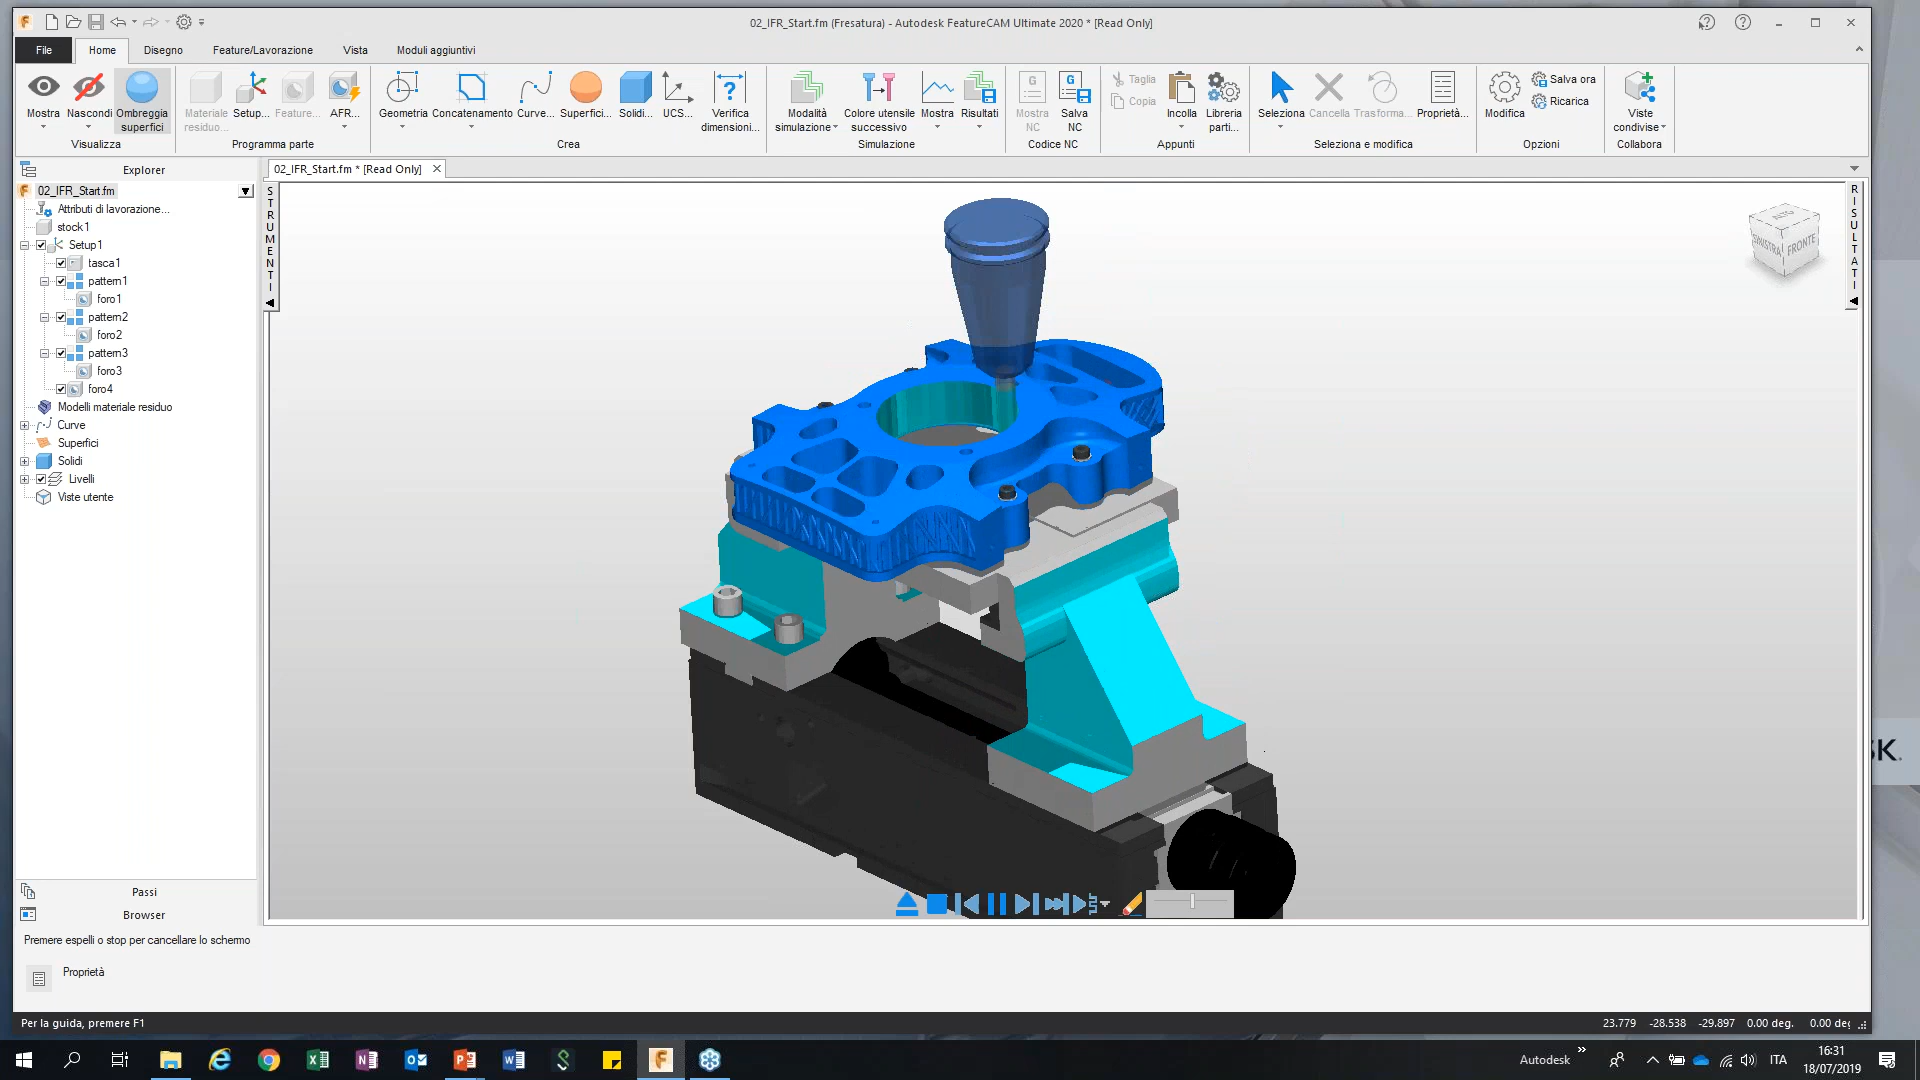 02_IFR_Start.fm (Fresatura) - Autodesk FeatureCAM Ultimate 2020 * [Read Only]
File
Home
Disegno
Feature/Lavorazione
Vista
Moduli aggiuntivi
Mostra
Nascondi
Ombreggia superfici
Visualizza
Materiale residuo...
Setup...
Feature...
AFR...
Programma parte
Geometria
Concatenamento
Curve...
Superfici...
Solidi...
UCS...
Verifica dimensioni...
Crea
Modalità simulazione
Colore utensile successivo
Mostra
Risultati
Simulazione
Mostra NC
Salva NC
Codice NC
Taglia
Copia
Incolla
Libreria parti...
Appunti
Seleziona
Cancella
Trasforma...
Proprietà...
Seleziona e modifica
Modifica
Salva ora
Ricarica
Opzioni
Viste condivise
Collabora
Explorer
02_IFR_Start.fm
Attributi di lavorazione...
stock1
Setup1
tasca1
pattern1
foro1
pattern2
foro2
pattern3
foro3
foro4
Modelli materiale residuo
Curve
Superfici
Solidi
Livelli
Viste utente
Passi
Browser
02_IFR_Start.fm * [Read Only]
STRUMENTI
RISULTATI
ALTO
SINISTRA
FRONTE
Premere espelli o stop per cancellare lo schermo
Proprietà
Per la guida, premere F1
23.779 -28.538 -29.897 0.00 deg. 0.00
K.
Autodesk
ITA
16:31
18/07/2019